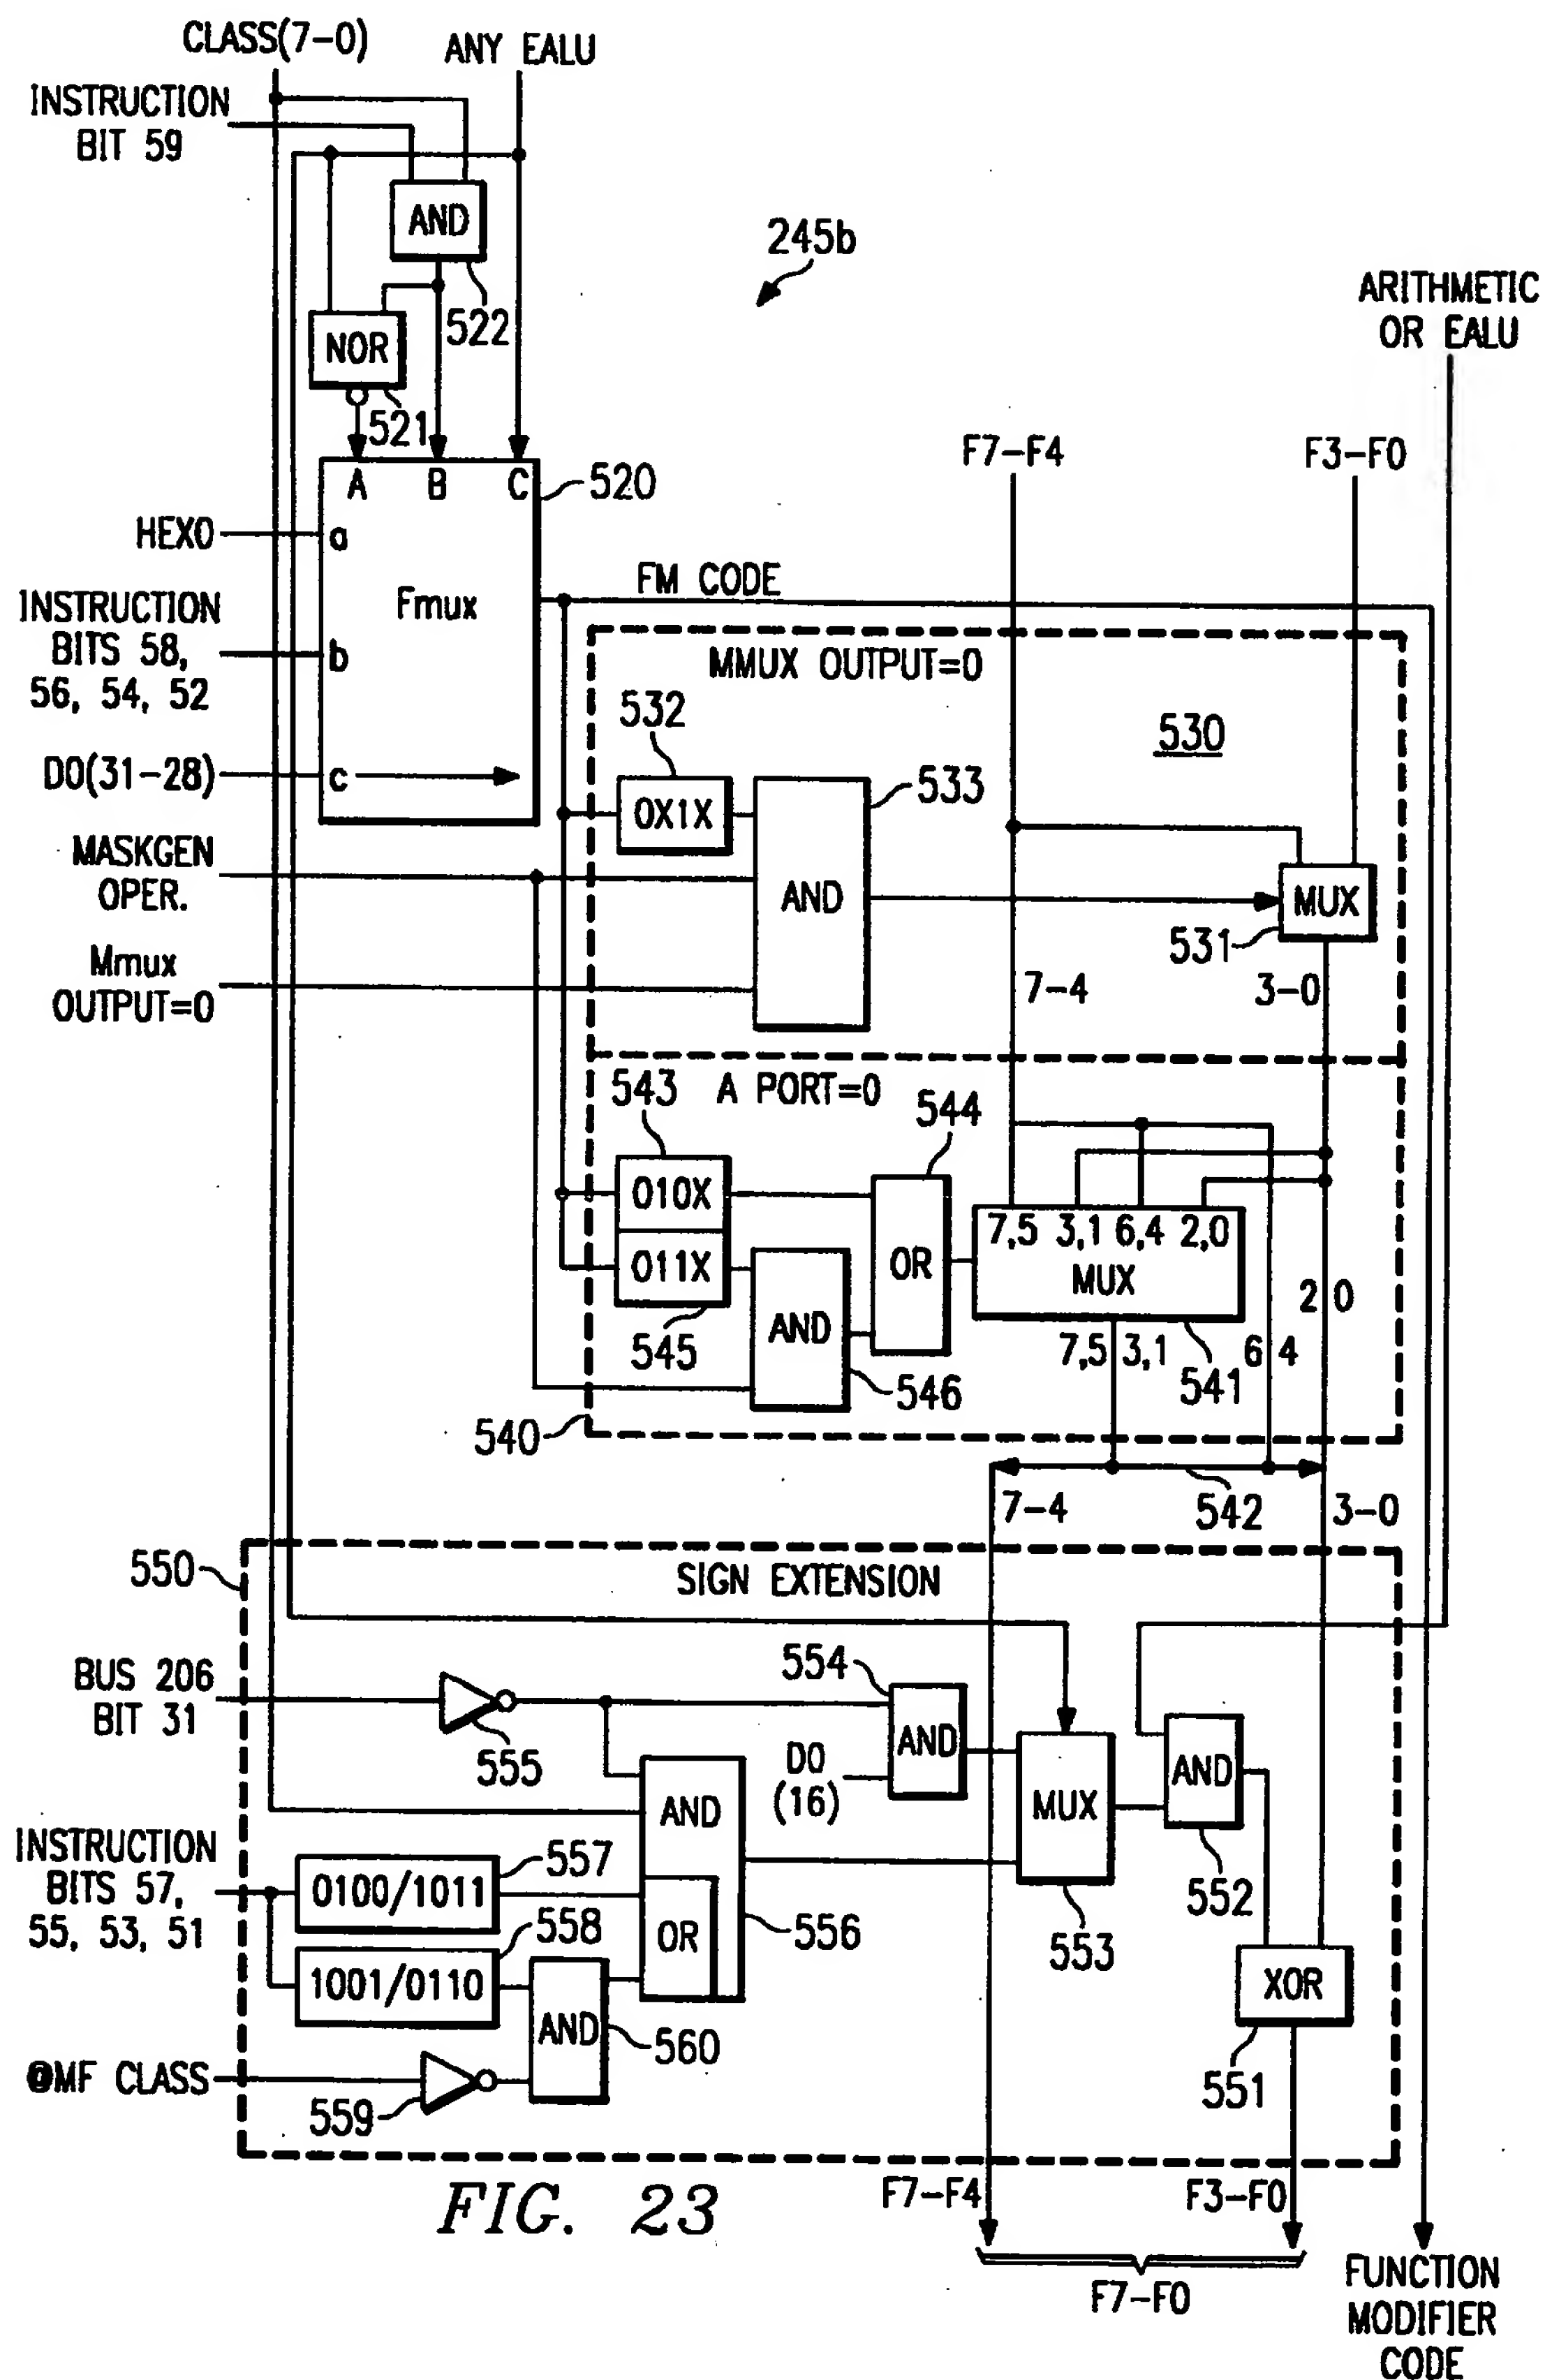 CLASS(7-0)
ANY EALU
INSTRUCTION
BIT 59
AND
522
NOR
521
245b
ARITHMETIC
OR EALU
A B C
520
F7-F4
F3-F0
HEX0
a
INSTRUCTION
BITS 58,
56, 54, 52
b
Fmux
FM CODE
D0(31-28)
c
MMUX OUTPUT=0
530
532
0X1X
533
MASKGEN
OPER.
AND
MUX
531
Mmux
OUTPUT=0
7-4
3-0
543
A PORT=0
544
010X
011X
545
AND
546
OR
7,5 3,1 6,4 2,0
MUX
7,5 3,1
541
6 4
2 0
540
7-4
542
3-0
550
SIGN EXTENSION
BUS 206
BIT 31
555
554
AND
D0
(16)
MUX
553
AND
552
AND
OR
556
INSTRUCTION
BITS 57,
55, 53, 51
0100/1011
557
1001/0110
558
AND
560
XOR
551
@MF CLASS
559
FIG. 23
F7-F4
F3-F0
F7-F0
FUNCTION
MODIFIER
CODE